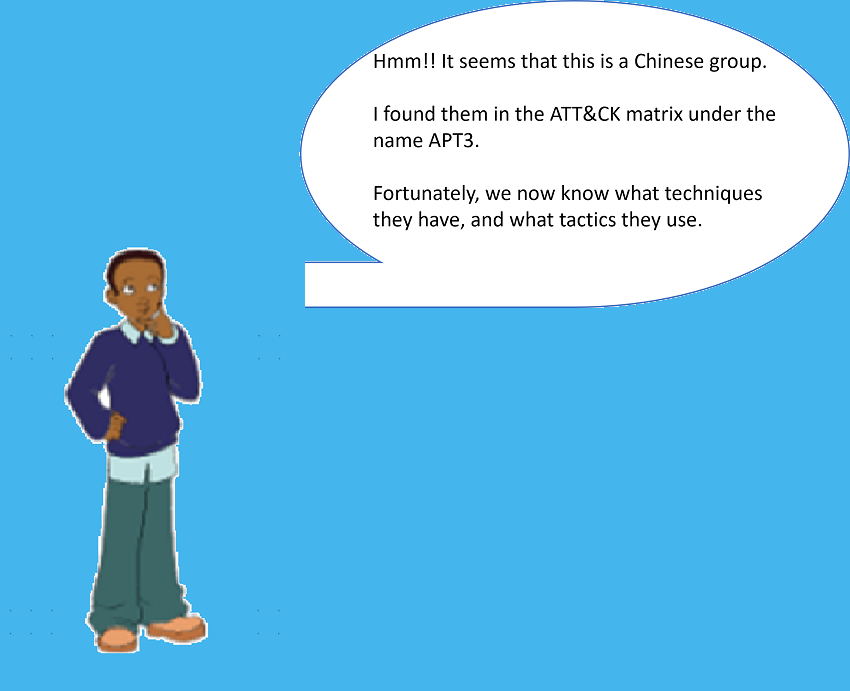 Hmm!! It seems that this is a Chinese group.
I found them in the ATT&CK matrix under the
name APT3.
Fortunately, we now know what techniques
they have, and what tactics they use.